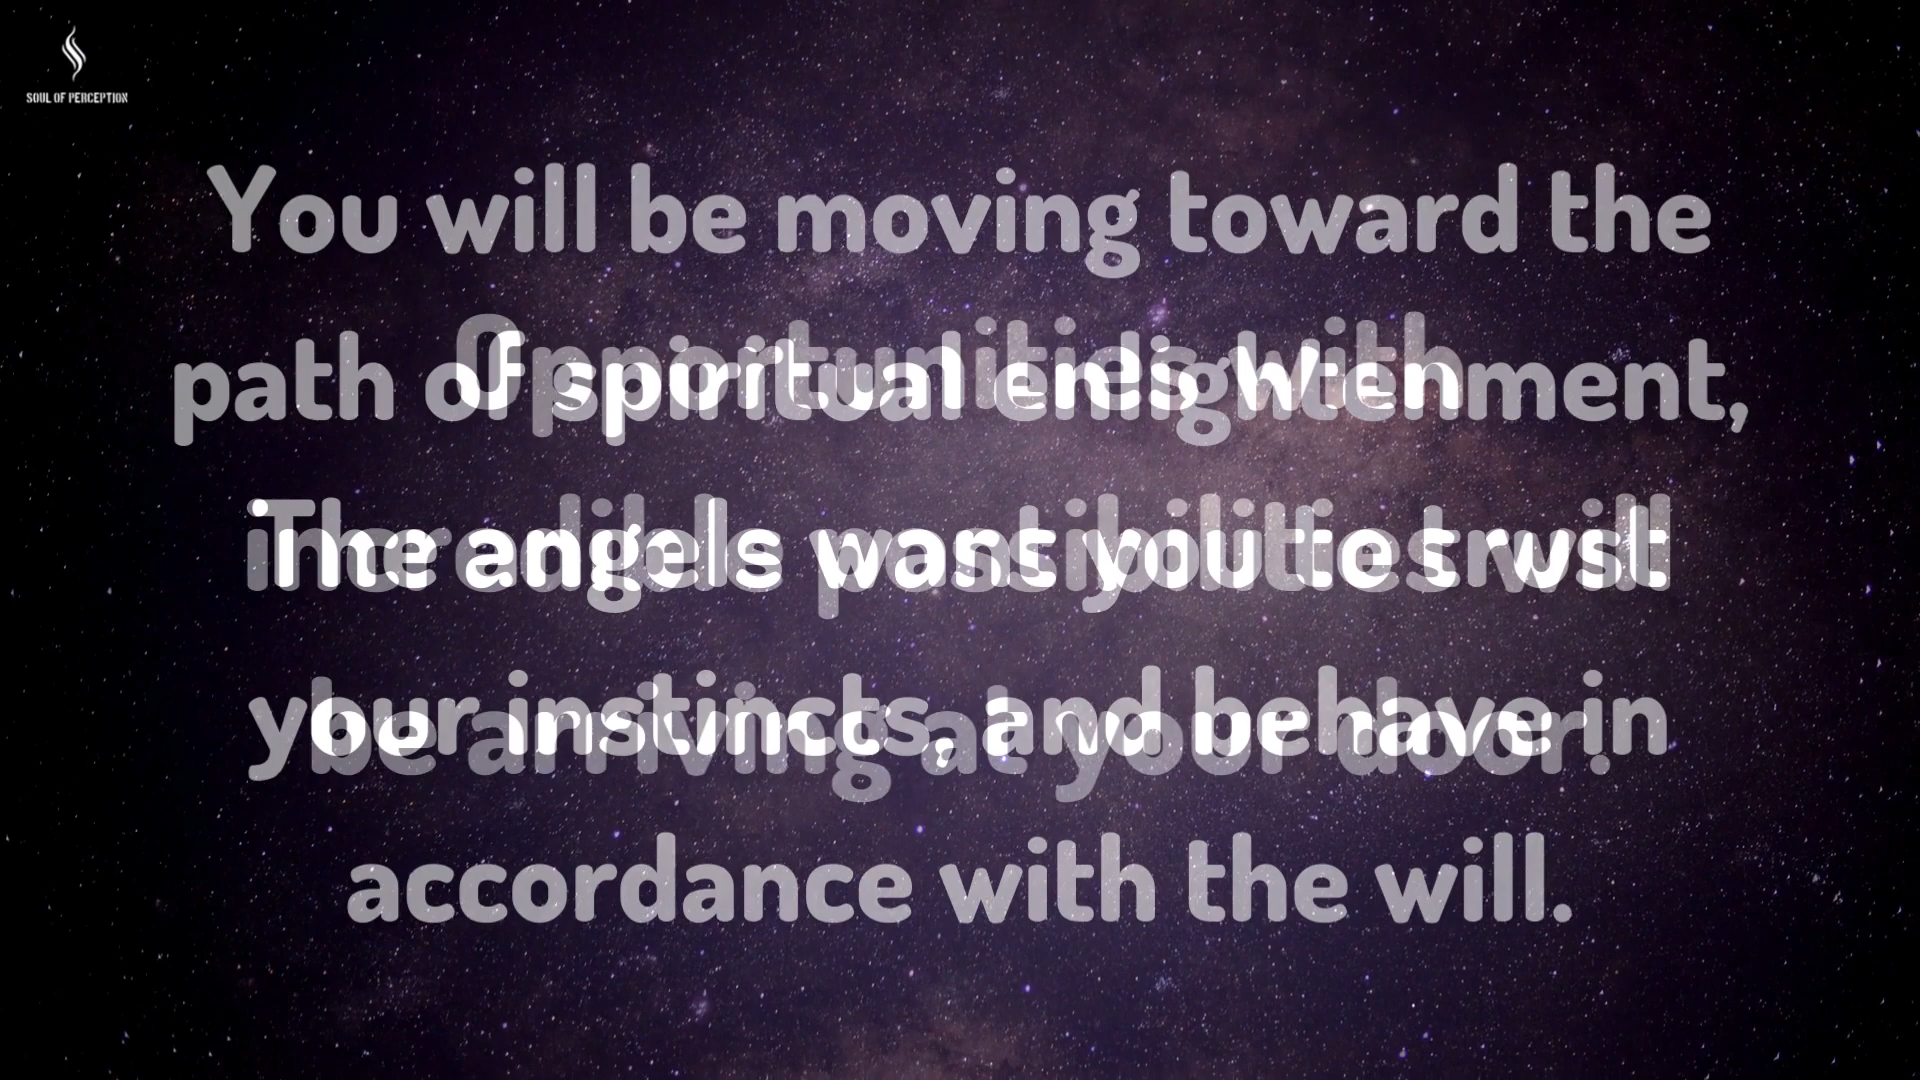 SOUL OF PERCEPTION
You will be moving toward the
path of spiritual enlightenment,
The angels want you to trust
your instincts, and behave in
accordance with the will.
Opportunities with
incredible possibilities will
be arriving at your door.